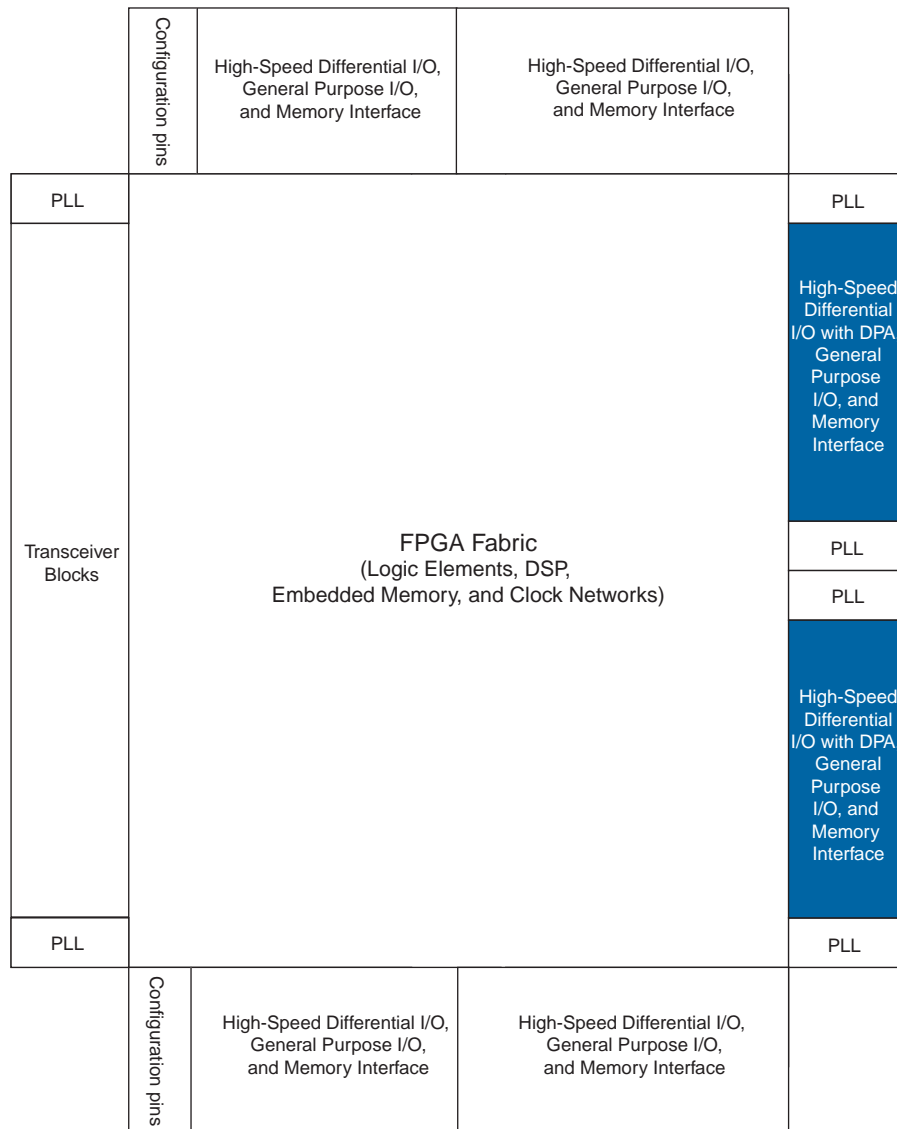 Configuration pins
High-Speed Differential I/O,
General Purpose I/O,
and Memory Interface
High-Speed Differential I/O,
General Purpose I/O,
and Memory Interface
PLL
PLL
High-Speed
Differential
I/O with DPA
General
Purpose
I/O, and
Memory
Interface
Transceiver
Blocks
FPGA Fabric
(Logic Elements, DSP,
Embedded Memory, and Clock Networks)
PLL
PLL
High-Speed
Differential
I/O with DPA
General
Purpose
I/O, and
Memory
Interface
PLL
PLL
Configuration pins
High-Speed Differential I/O,
General Purpose I/O,
and Memory Interface
High-Speed Differential I/O,
General Purpose I/O,
and Memory Interface